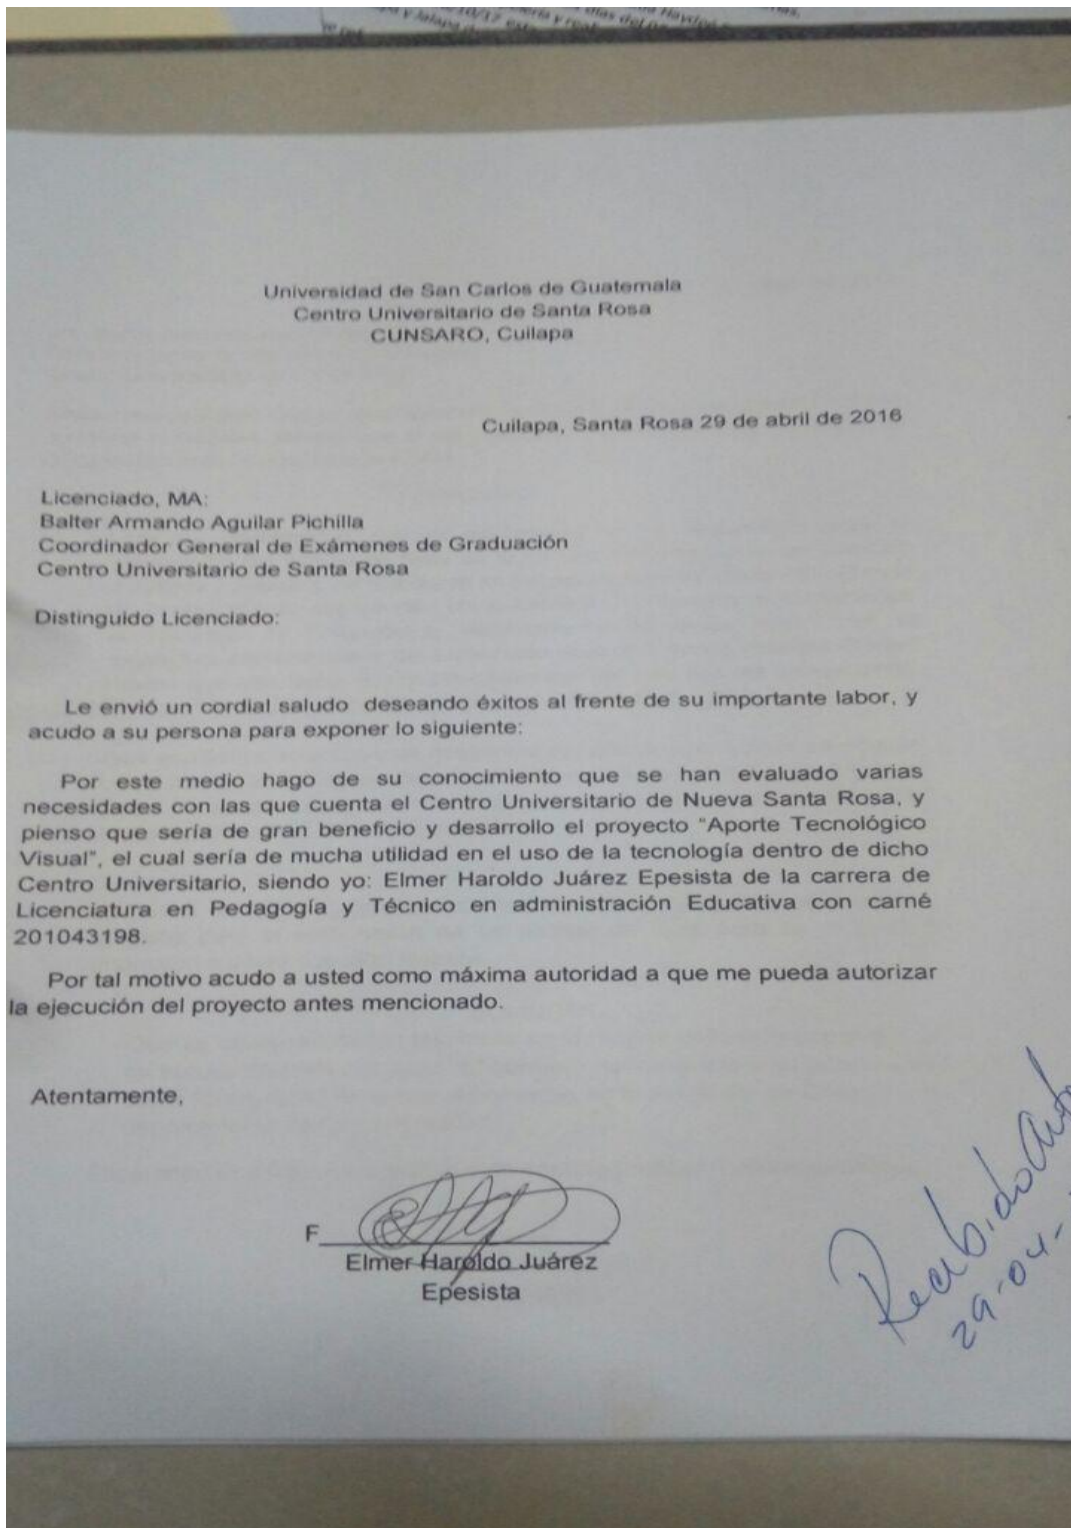 Universidad de San Carlos de Guatemala
Centro Universitario de Santa Rosa
CUNSARO, Cuilapa
Cuilapa, Santa Rosa 29 de abril de 2016
Licenciado, MA:
Balter Armando Aguilar Pichilla
Coordinador General de Exámenes de Graduación
Centro Universitario de Santa Rosa
Distinguido Licenciado:
Le envió un cordial saludo deseando éxitos al frente de su importante labor, y
acudo a su persona para exponer lo siguiente:
Por este medio hago de su conocimiento que se han evaluado varias
necesidades con las que cuenta el Centro Universitario de Nueva Santa Rosa, y
pienso que sería de gran beneficio y desarrollo el proyecto “Aporte Tecnológico
Visual”, el cual sería de mucha utilidad en el uso de la tecnología dentro de dicho
Centro Universitario, siendo yo: Elmer Haroldo Juárez Epesista de la carrera de
Licenciatura en Pedagogía y Técnico en administración Educativa con carné
201043198.
Por tal motivo acudo a usted como máxima autoridad a que me pueda autorizar
la ejecución del proyecto antes mencionado.
Atentamente,
F
Elmer Haroldo Juárez
Epesista
Recibido
29-04-